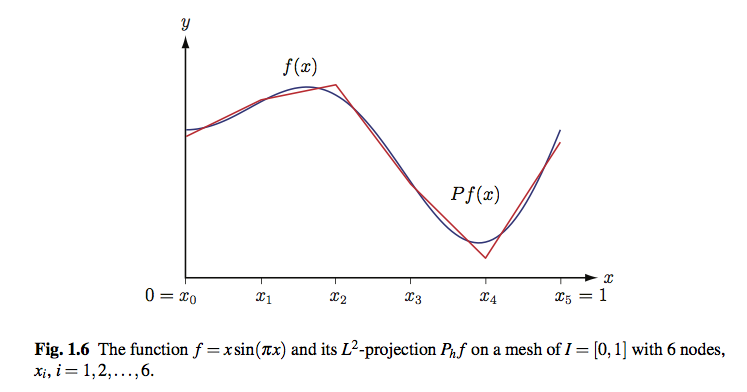 y
f(x)
Pf(x)
x
0 = x₀ x₁ x₂ x₃ x₄ x₅ = 1
Fig. 1.6 The function f = x sin(πx) and its L²-projection Pₕf on a mesh of I = [0,1] with 6 nodes,
xᵢ, i = 1,2,...,6.